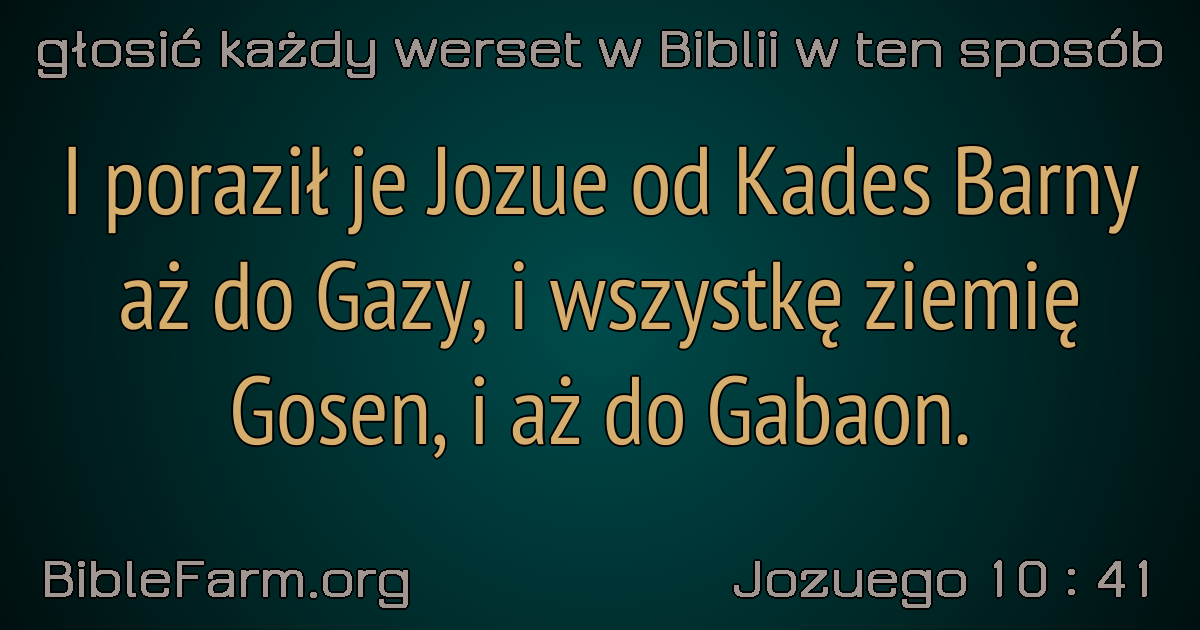 głosić każdy werset w Biblii w ten sposób
I poraził je Jozue od Kades Barny
aż do Gazy, i wszystkę ziemię
Gosen, i aż do Gabaon.
BibleFarm.org
Jozuego 10 : 41